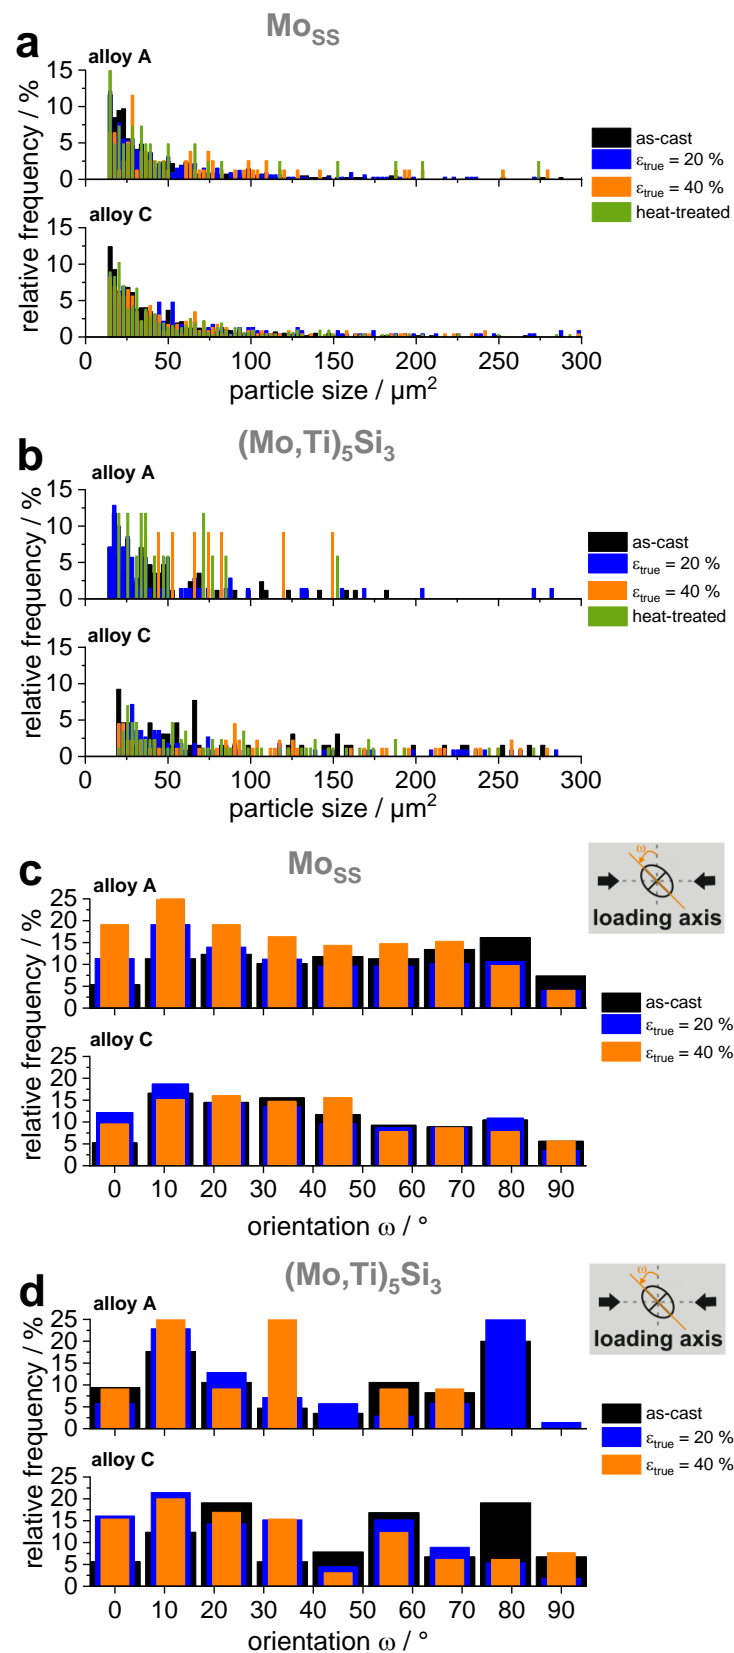 a
Mo_SS
alloy A
15
10
5
0
alloy C
15
10
5
0
0 50 100 150 200 250 300
relative frequency / %
particle size / µm²
as-cast
ε_true = 20 %
ε_true = 40 %
heat-treated
b
(Mo,Ti)₅Si₃
alloy A
15
10
5
0
alloy C
15
10
5
0
0 50 100 150 200 250 300
relative frequency / %
particle size / µm²
as-cast
ε_true = 20 %
ε_true = 40 %
heat-treated
c
Mo_SS
ω
loading axis
alloy A
25
20
15
10
5
0
alloy C
25
20
15
10
5
0
0 10 20 30 40 50 60 70 80 90
relative frequency / %
orientation ω / °
as-cast
ε_true = 20 %
ε_true = 40 %
d
(Mo,Ti)₅Si₃
ω
loading axis
alloy A
25
20
15
10
5
0
alloy C
25
20
15
10
5
0
0 10 20 30 40 50 60 70 80 90
relative frequency / %
orientation ω / °
as-cast
ε_true = 20 %
ε_true = 40 %